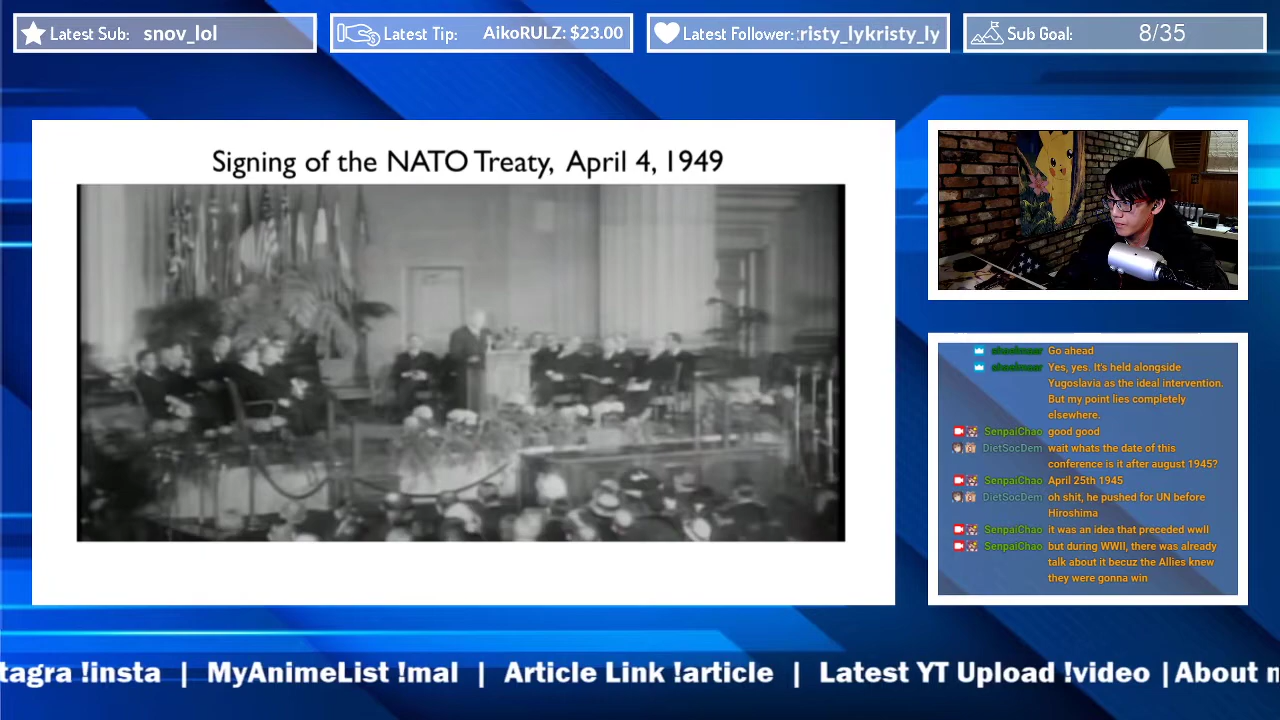 Latest Sub: snov_lol
Latest Tip: AikoRULZ: $23.00
Latest Follower: risty_lykristy_ly
Sub Goal: 8/35
Signing of the NATO Treaty, April 4, 1949
Go ahead
Yes, yes. It's held alongside
Yugoslavia as the ideal intervention.
But my point lies completely
elsewhere.
SenpaiChao good good
DietSocDem wait whats the date of this
conference is it after august 1945?
SenpaiChao April 25th 1945
DietSocDem oh shit, he pushed for UN before
Hiroshima
SenpaiChao it was an idea that preceded wwII
SenpaiChao but during WWII, there was already
talk about it becuz the Allies knew
they were gonna win
tagra !insta | MyAnimeList !mal | Article Link !article | Latest YT Upload !video | About